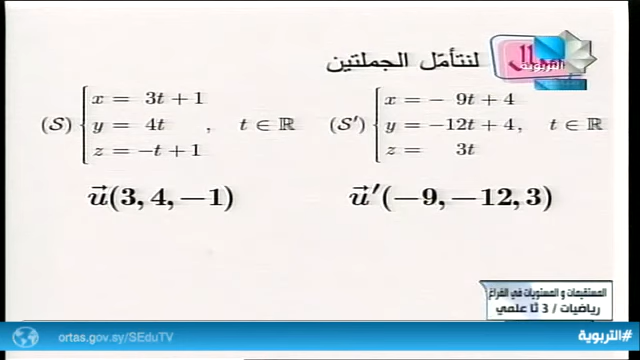 لنتأمّل الجملتين
التربوية
(S) { x = 3t + 1
y = 4t , t ∈ ℝ
z = −t + 1
(S′) { x = − 9t + 4
y = −12t + 4, t ∈ ℝ
z = 3t
u⃗(3, 4, −1)
u⃗′(−9, −12, 3)
المستقيمات و المستويات في الفراغ
رياضيات / 3 ثا علمي
ortas.gov.sy/SEduTV
#التربوية